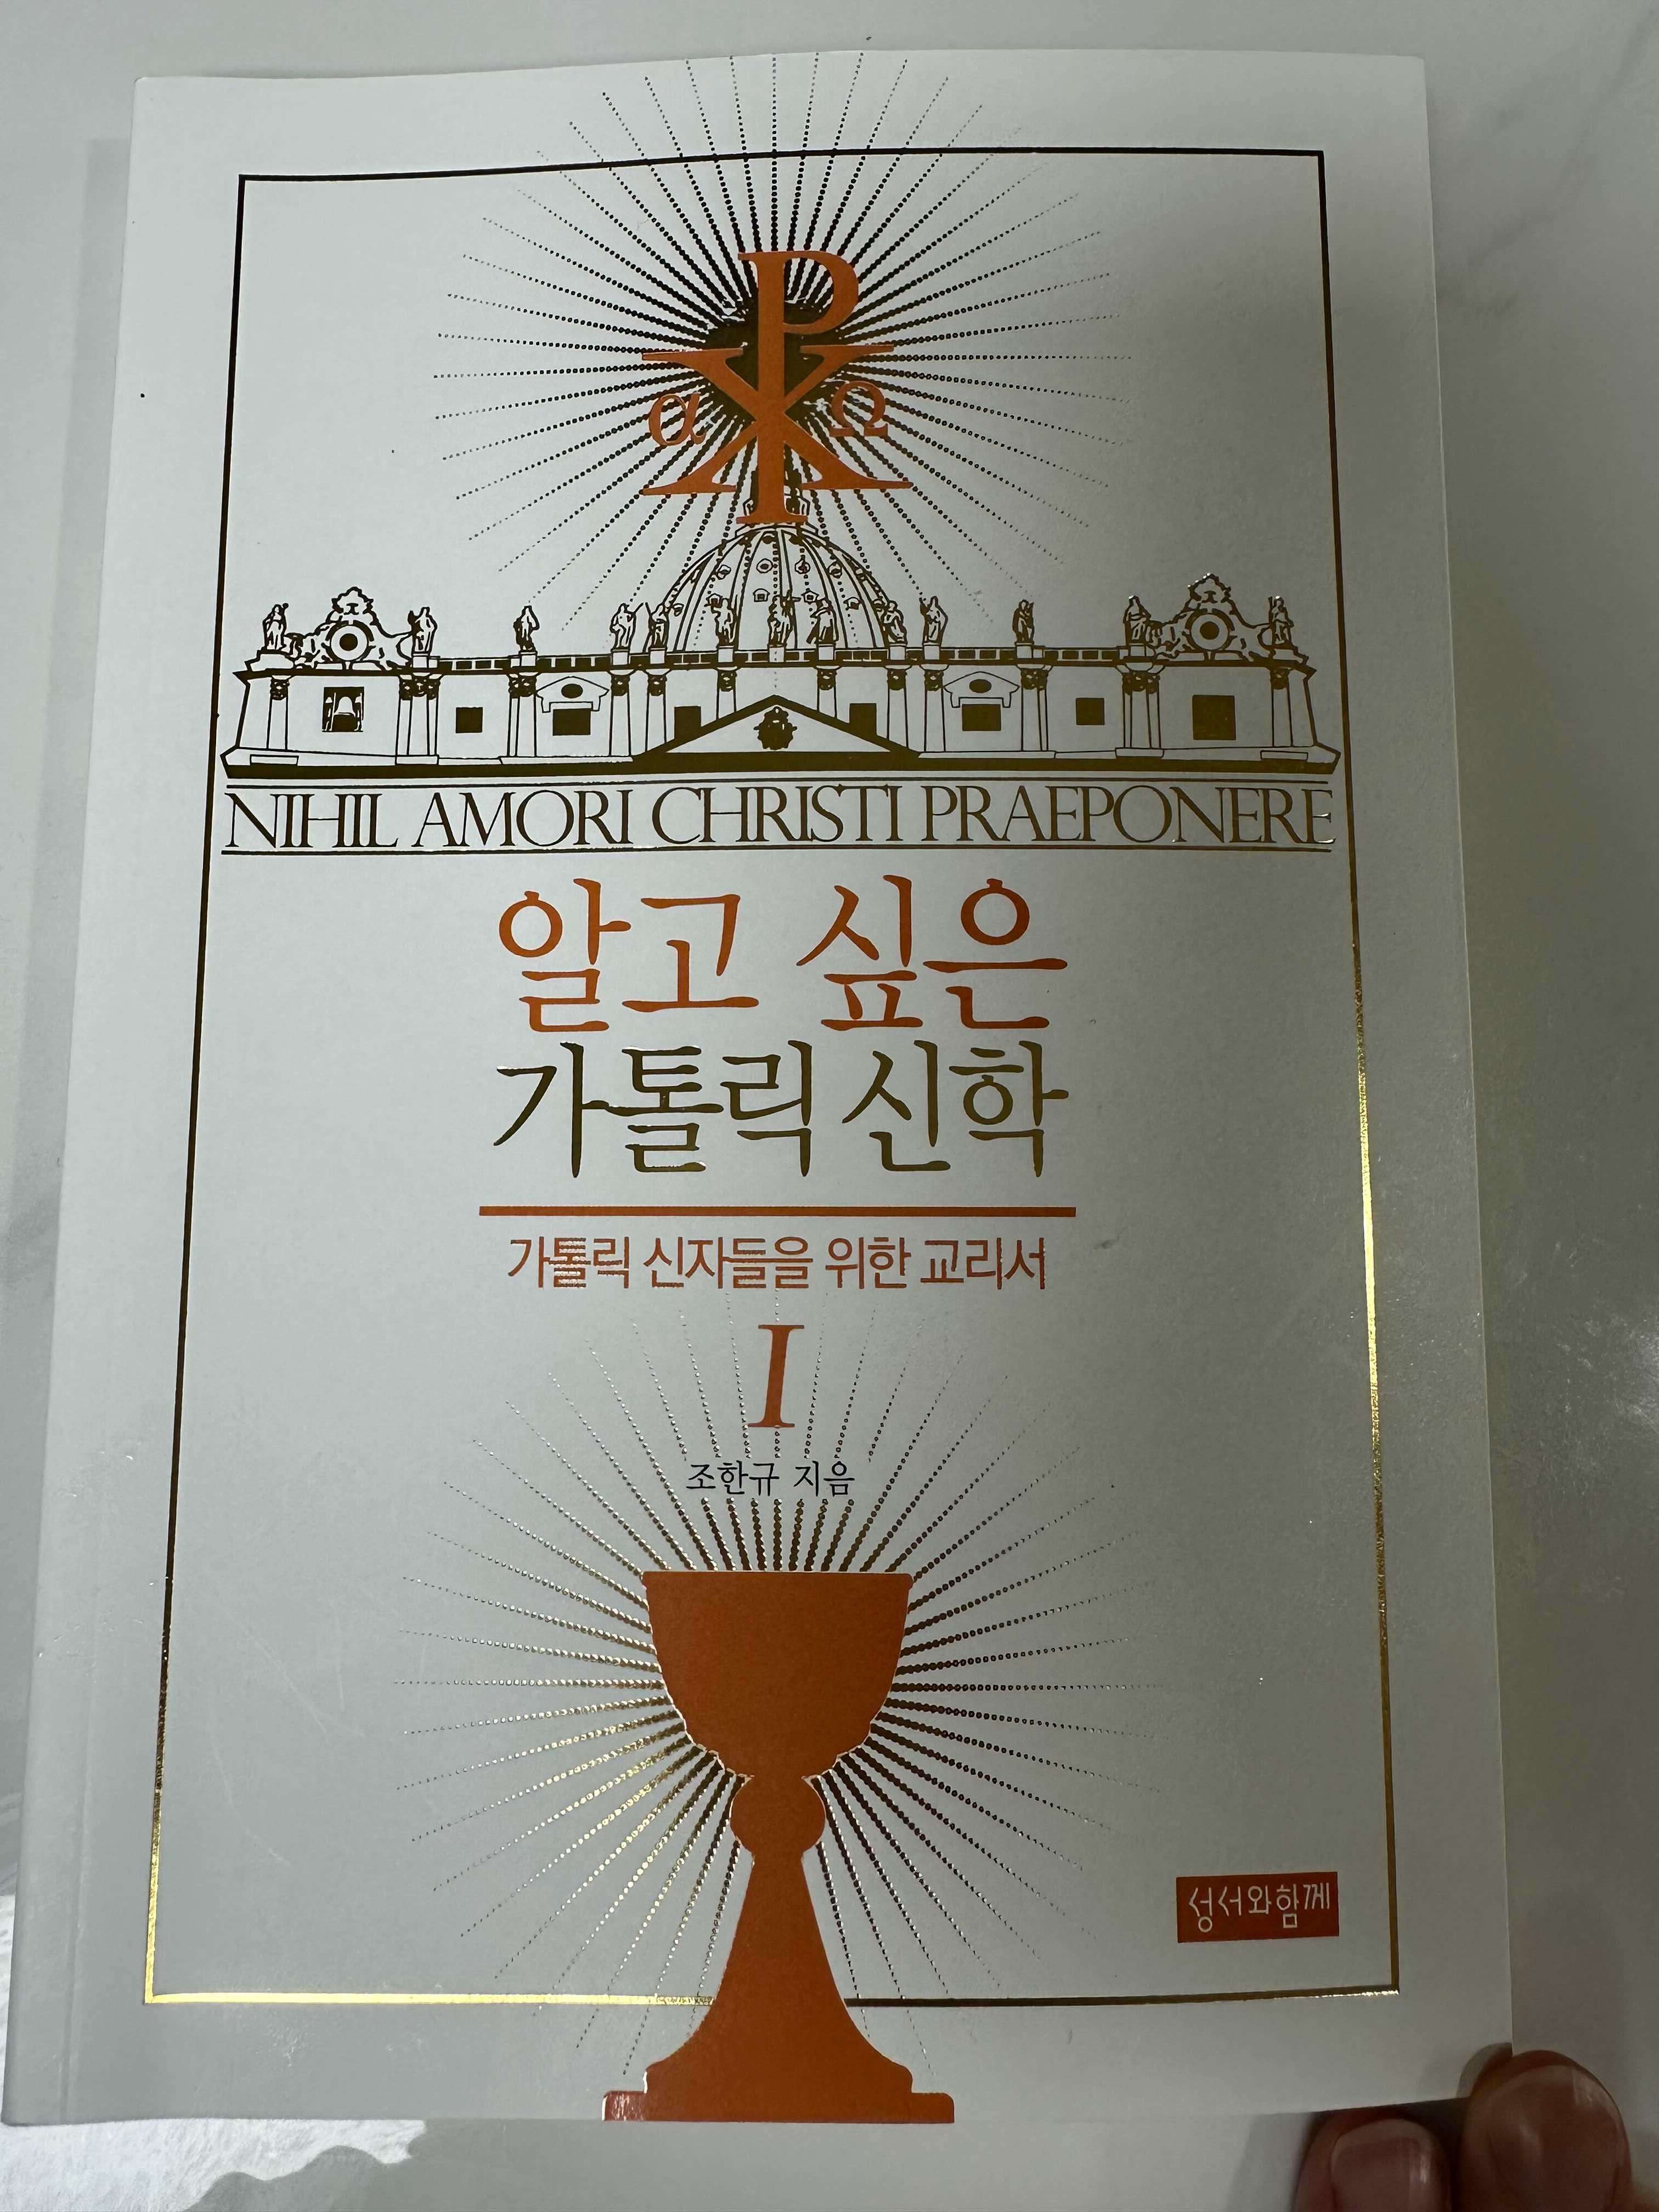 P
X
α Ω
NIHIL AMORI CHRISTI PRAEPONERE
알고 싶은
가톨릭 신학
가톨릭 신자들을 위한 교리서
I
조한규 지음
성서와함께